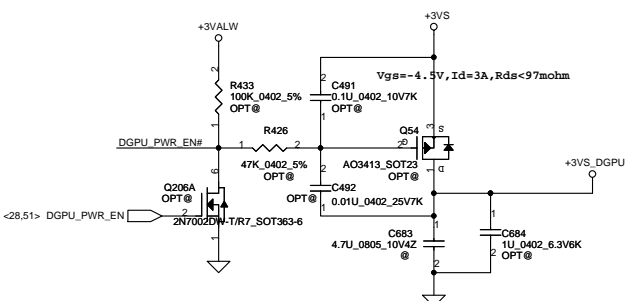 +3VALW
+3VS
2
R433
100K_0402_5%
OPT@
1
2
C491
0.1U_0402_10V7K
OPT@
1
Vgs=-4.5V,Id=3A,Rds<97mohm
DGPU_PWR_EN#
1
R426
2
47K_0402_5%
OPT@
2
G
Q54
3
S
AO3413_SOT23
OPT@
1
D
+3VS_DGPU
6
Q206A
OPT@
<28,51> DGPU_PWR_EN
2
2N7002DW-T/R7_SOT363-6
1
2
C492
OPT@
0.01U_0402_25V7K
1
1
C683
4.7U_0805_10V4Z
@
2
1
C684
1U_0402_6.3V6K
OPT@
2